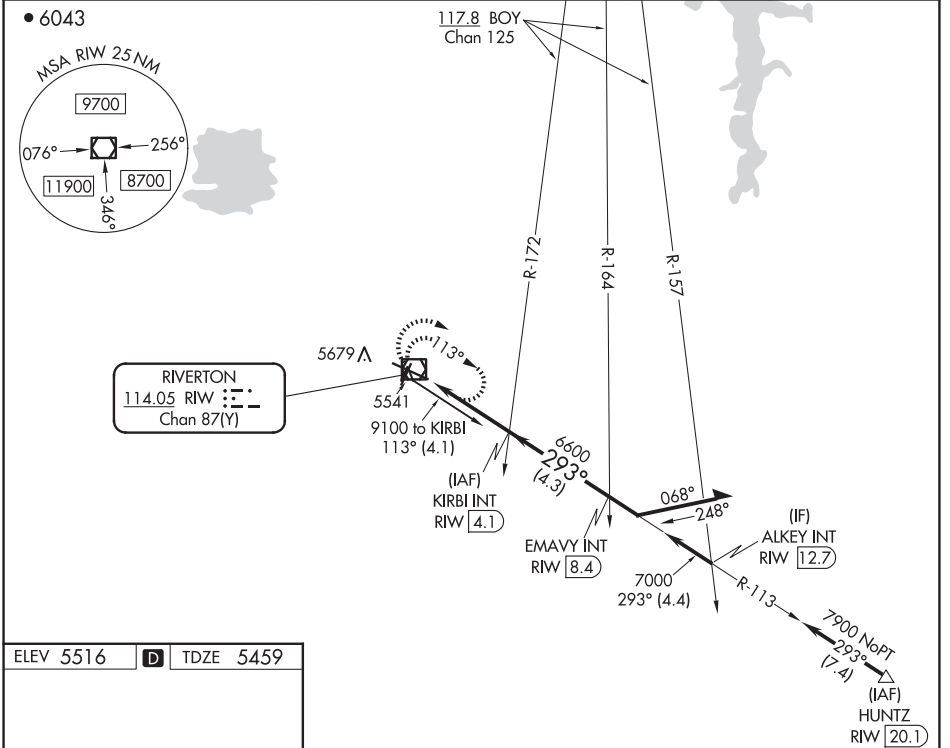 6043
MSA RIW 25 NM
9700
076°
256°
11900
8700
346°
117.8 BOY
Chan 125
R-172
R-164
R-157
RIVERTON
114.05 RIW
Chan 87(Y)
5679
113°
5541
9100 to KIRBI
113° (4.1)
(IAF)
KIRBI INT
RIW 4.1
6600
293°
(4.3)
EMAVY INT
RIW 8.4
068°
248°
(IF)
ALKEY INT
RIW 12.7
7000
293° (4.4)
R-113
7900 NoPT
293°
(7.4)
(IAF)
HUNTZ
RIW 20.1
ELEV 5516 D TDZE 5459